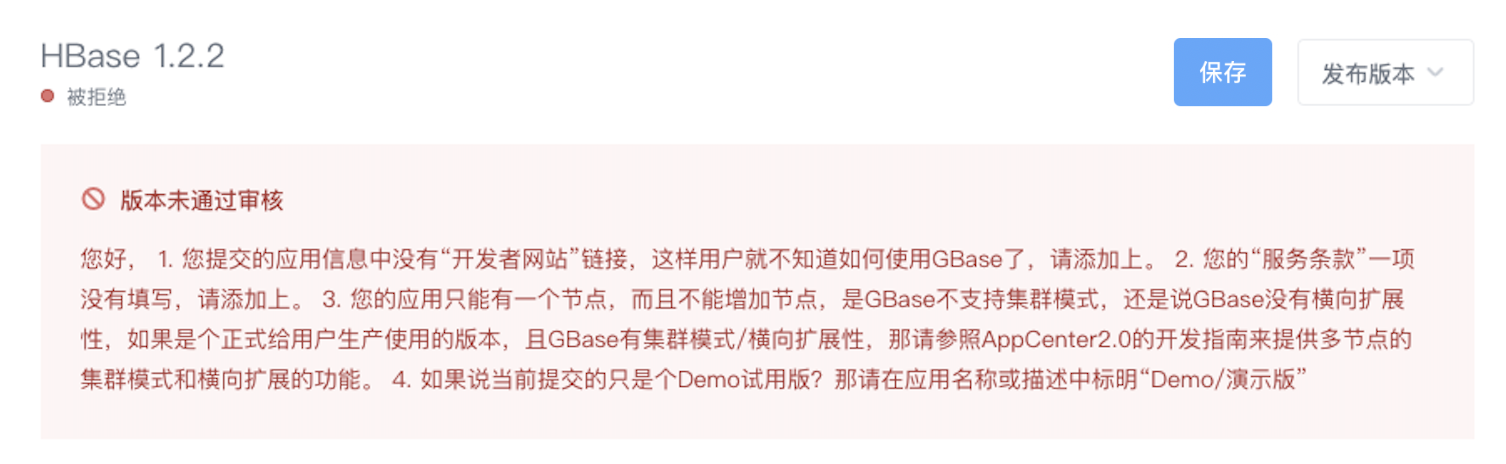 HBase 1.2.2
被拒绝
保存
发布版本
版本未通过审核
您好， 1. 您提交的应用信息中没有“开发者网站”链接，这样用户就不知道如何使用GBase了，请添加上。 2. 您的“服务条款”一项
没有填写，请添加上。 3. 您的应用只能有一个节点，而且不能增加节点，是GBase不支持集群模式，还是说GBase没有横向扩展
性，如果是个正式给用户生产使用的版本，且GBase有集群模式/横向扩展性，那请参照AppCenter2.0的开发指南来提供多节点的
集群模式和横向扩展的功能。 4. 如果说当前提交的只是个Demo试用版？那请在应用名称或描述中标明“Demo/演示版”